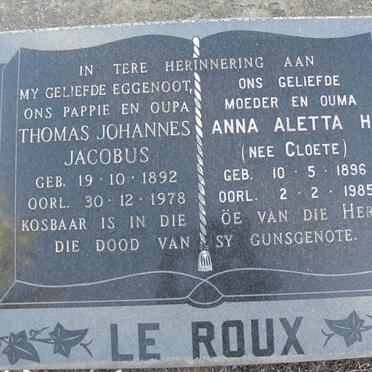 IN TERE HERINNERING AAN
MY GELIEFDE EGGENOOT,
ONS PAPPIE EN OUPA
THOMAS JOHANNES
JACOBUS
GEB. 19·10·1892
OORL. 30·12·1978
ONS GELIEFDE
MOEDER EN OUMA
ANNA ALETTA H
(NEE CLOETE)
GEB. 10·5·1896
OORL. 2·2·1985
KOSBAAR IS IN DIE ÖE VAN DIE HER
DIE DOOD VAN SY GUNSGENOTE.
LE ROUX